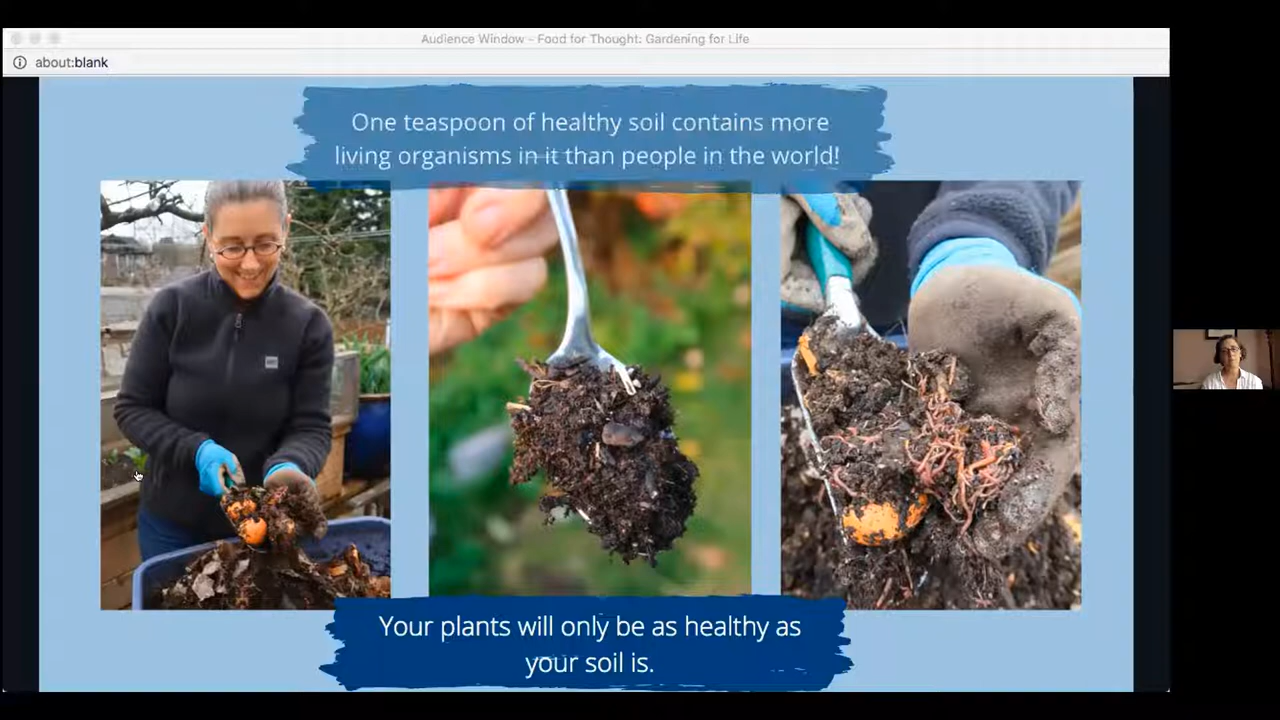 Audience Window - Food for Thought: Gardening for Life
about:blank
One teaspoon of healthy soil contains more
living organisms in it than people in the world!
Your plants will only be as healthy as
your soil is.